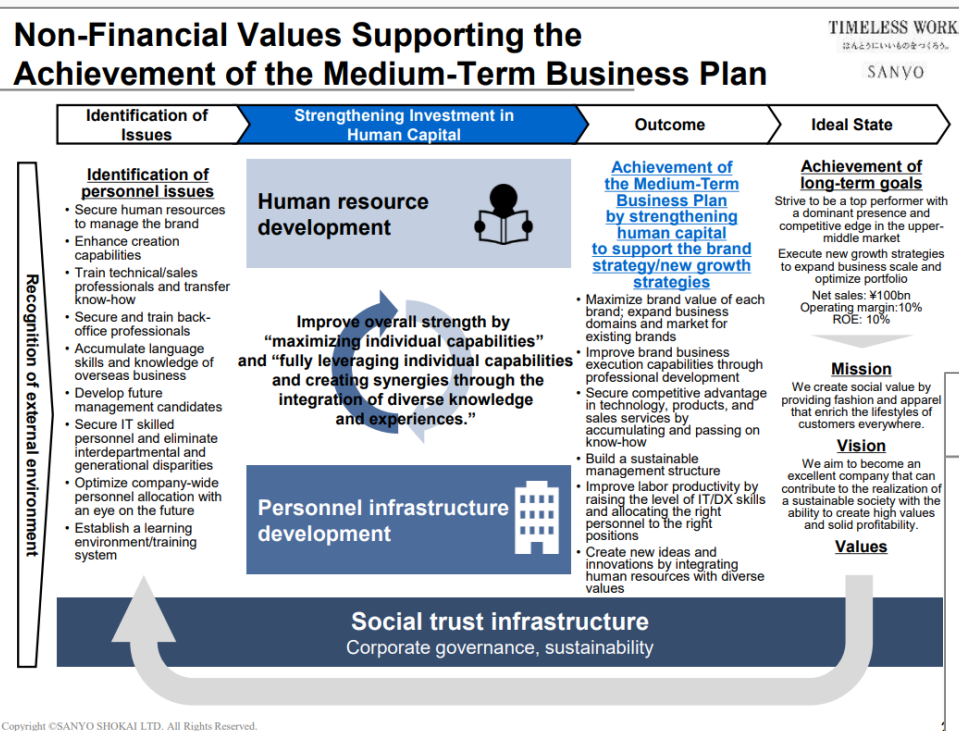 Non-Financial Values Supporting the
Achievement of the Medium-Term Business Plan
TIMELESS WORK
ほんとうにいいものをつくろう。
SANYO
Identification of
Issues
Strengthening Investment in
Human Capital
Outcome
Ideal State
Recognition of external environment
Identification of
personnel issues
• Secure human resources
to manage the brand
• Enhance creation
capabilities
• Train technical/sales
professionals and transfer
know-how
• Secure and train back-
office professionals
• Accumulate language
skills and knowledge of
overseas business
• Develop future
management candidates
• Secure IT skilled
personnel and eliminate
interdepartmental and
generational disparities
• Optimize company-wide
personnel allocation with
an eye on the future
• Establish a learning
environment/training
system
Human resource
development
Improve overall strength by
“maximizing individual capabilities”
and “fully leveraging individual capabilities
and creating synergies through the
integration of diverse knowledge
and experiences.”
Personnel infrastructure
development
Achievement of
the Medium-Term
Business Plan
by strengthening
human capital
to support the brand
strategy/new growth
strategies
• Maximize brand value of each
brand; expand business
domains and market for
existing brands
• Improve brand business
execution capabilities through
professional development
• Secure competitive advantage
in technology, products, and
sales services by
accumulating and passing on
know-how
• Build a sustainable
management structure
• Improve labor productivity by
raising the level of IT/DX skills
and allocating the right
personnel to the right
positions
• Create new ideas and
innovations by integrating
human resources with diverse
values
Achievement of
long-term goals
Strive to be a top performer with
a dominant presence and
competitive edge in the upper-
middle market
Execute new growth strategies
to expand business scale and
optimize portfolio
Net sales: ¥100bn
Operating margin:10%
ROE: 10%
Mission
We create social value by
providing fashion and apparel
that enrich the lifestyles of
customers everywhere.
Vision
We aim to become an
excellent company that can
contribute to the realization of
a sustainable society with the
ability to create high values
and solid profitability.
Values
Social trust infrastructure
Corporate governance, sustainability
Copyright ©SANYO SHOKAI LTD. All Rights Reserved.